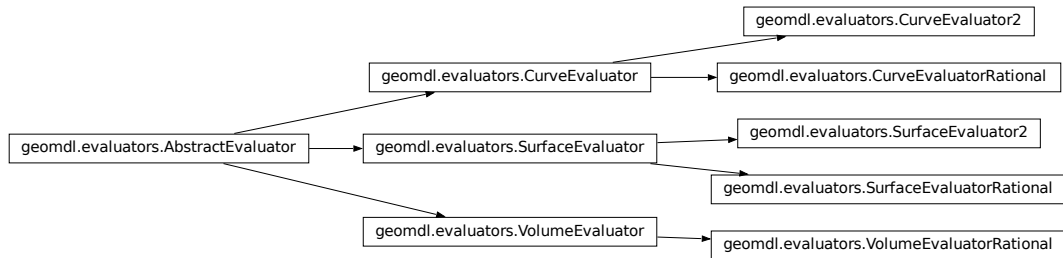 geomdl.evaluators.CurveEvaluator2
geomdl.evaluators.CurveEvaluator
geomdl.evaluators.CurveEvaluatorRational
geomdl.evaluators.AbstractEvaluator
geomdl.evaluators.SurfaceEvaluator
geomdl.evaluators.SurfaceEvaluator2
geomdl.evaluators.SurfaceEvaluatorRational
geomdl.evaluators.VolumeEvaluator
geomdl.evaluators.VolumeEvaluatorRational